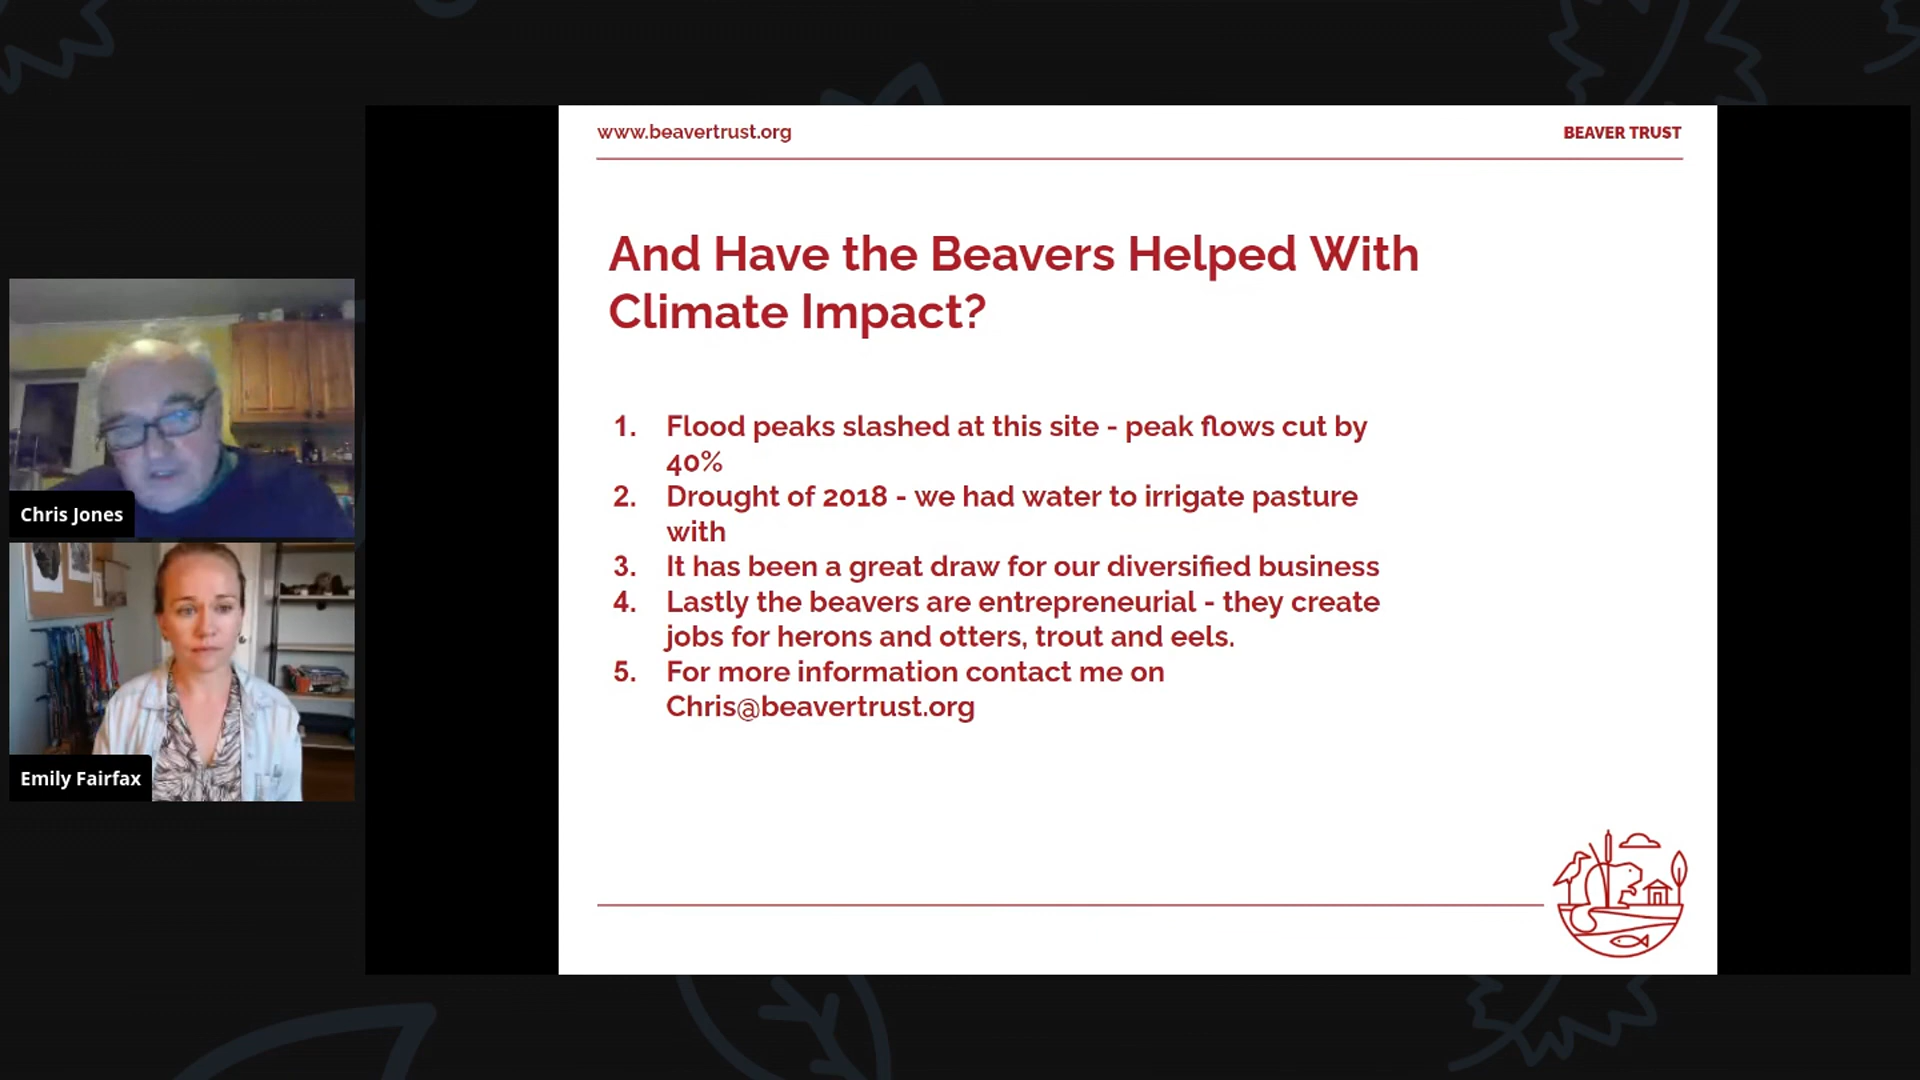 www.beavertrust.org
BEAVER TRUST
And Have the Beavers Helped With
Climate Impact?
1. Flood peaks slashed at this site - peak flows cut by
40%
2. Drought of 2018 - we had water to irrigate pasture
with
3. It has been a great draw for our diversified business
4. Lastly the beavers are entrepreneurial - they create
jobs for herons and otters, trout and eels.
5. For more information contact me on
Chris@beavertrust.org
Chris Jones
Emily Fairfax